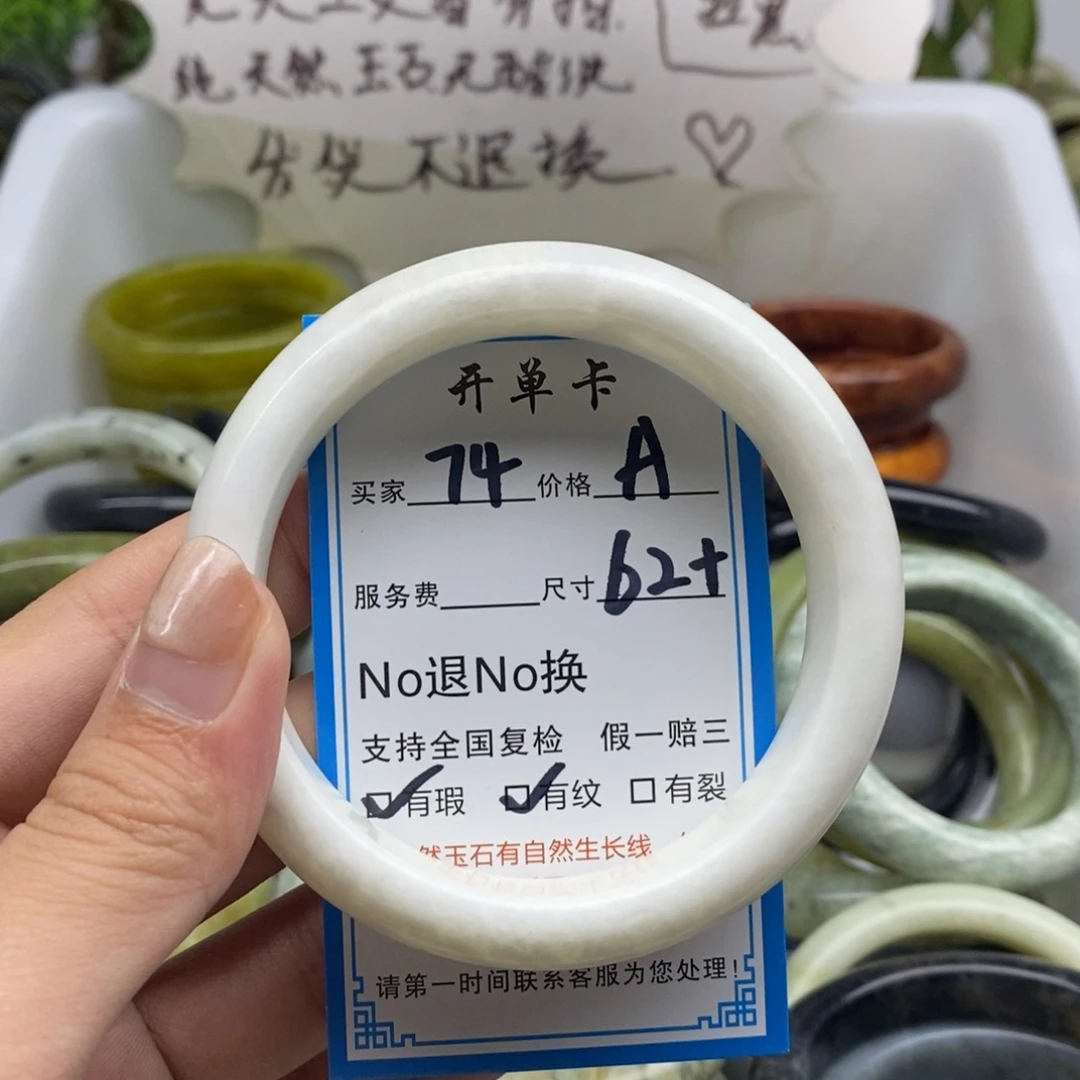 纯天然玉石无酸洗
发货不退换
开单卡
买家 74 价格 A
服务费 尺寸 62+
No退No换
支持全国复检 假一赔三
有瑕 有纹 有裂
然玉石有自然生长线
请第一时间联系客服为您处理!